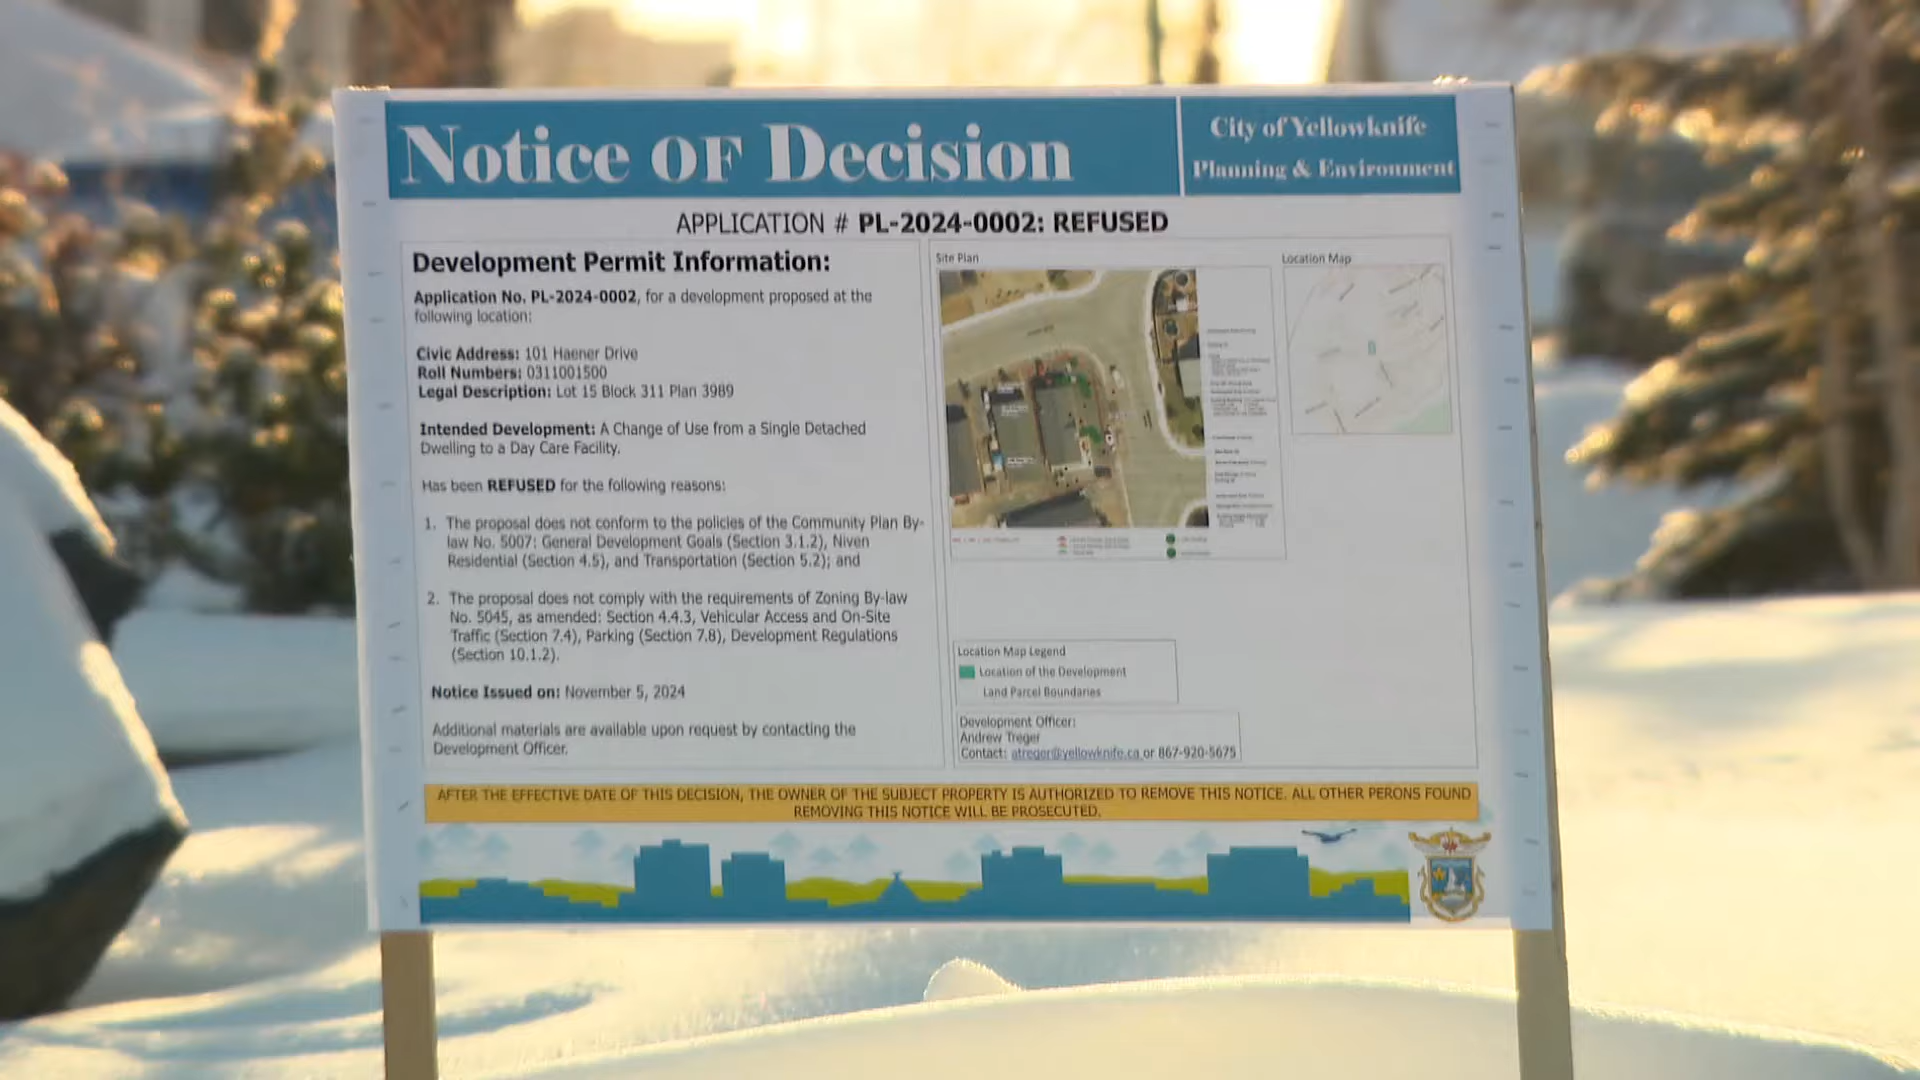 Notice OF Decision
City of Yellowknife
Planning & Environment
APPLICATION # PL-2024-0002: REFUSED
Development Permit Information:
Application No. PL-2024-0002, for a development proposed at the
following location:
Civic Address: 101 Haener Drive
Roll Numbers: 0311001500
Legal Description: Lot 15 Block 311 Plan 3989
Intended Development: A Change of Use from a Single Detached
Dwelling to a Day Care Facility.
Has been REFUSED for the following reasons:
1. The proposal does not conform to the policies of the Community Plan By-
law No. 5007: General Development Goals (Section 3.1.2), Niven
Residential (Section 4.5), and Transportation (Section 5.2); and
2. The proposal does not comply with the requirements of Zoning By-law
No. 5045, as amended: Section 4.4.3, Vehicular Access and On-Site
Traffic (Section 7.4), Parking (Section 7.8), Development Regulations
(Section 10.1.2).
Notice Issued on: November 5, 2024
Additional materials are available upon request by contacting the
Development Officer.
Site Plan
Location Map
Location Map Legend
Location of the Development
Land Parcel Boundaries
Development Officer:
Andrew Treger
Contact: atreger@yellowknife.ca or 867-920-5675
AFTER THE EFFECTIVE DATE OF THIS DECISION, THE OWNER OF THE SUBJECT PROPERTY IS AUTHORIZED TO REMOVE THIS NOTICE. ALL OTHER PERONS FOUND
REMOVING THIS NOTICE WILL BE PROSECUTED.